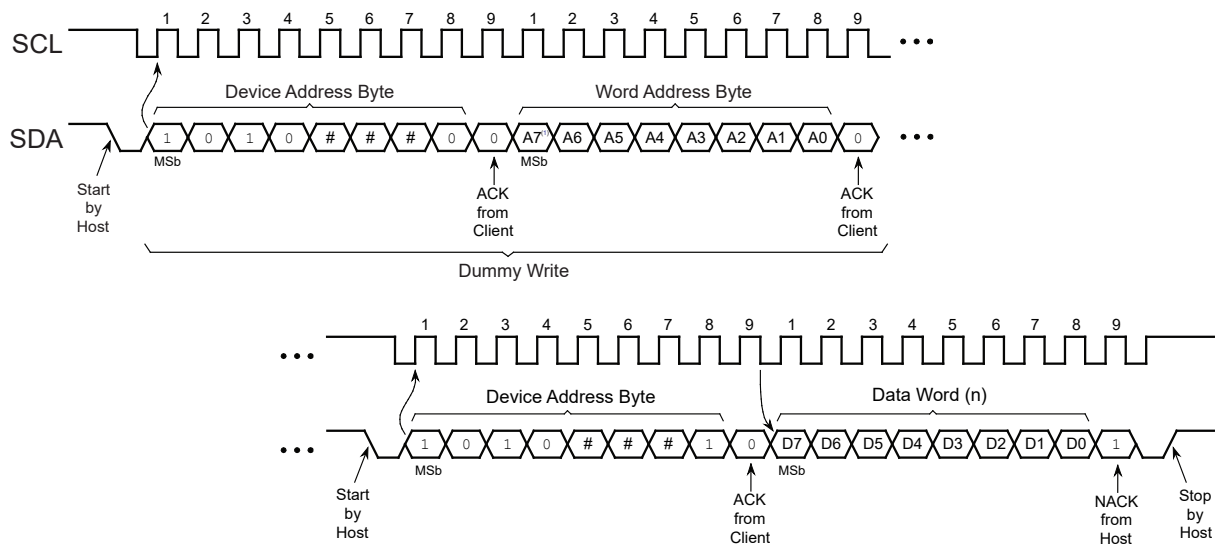 1 2 3 4 5 6 7 8 9 1 2 3 4 5 6 7 8 9
SCL
Device Address Byte Word Address Byte
SDA 1 0 1 0 # # # 0 0 A7(1) A6 A5 A4 A3 A2 A1 A0 0
MSb MSb
Start by Host
ACK from Client
ACK from Client
Dummy Write
1 2 3 4 5 6 7 8 9 1 2 3 4 5 6 7 8 9
Device Address Byte Data Word (n)
1 0 1 0 # # # 1 0 D7 D6 D5 D4 D3 D2 D1 D0 1
MSb MSb
Start by Host
ACK from Client
NACK from Host
Stop by Host